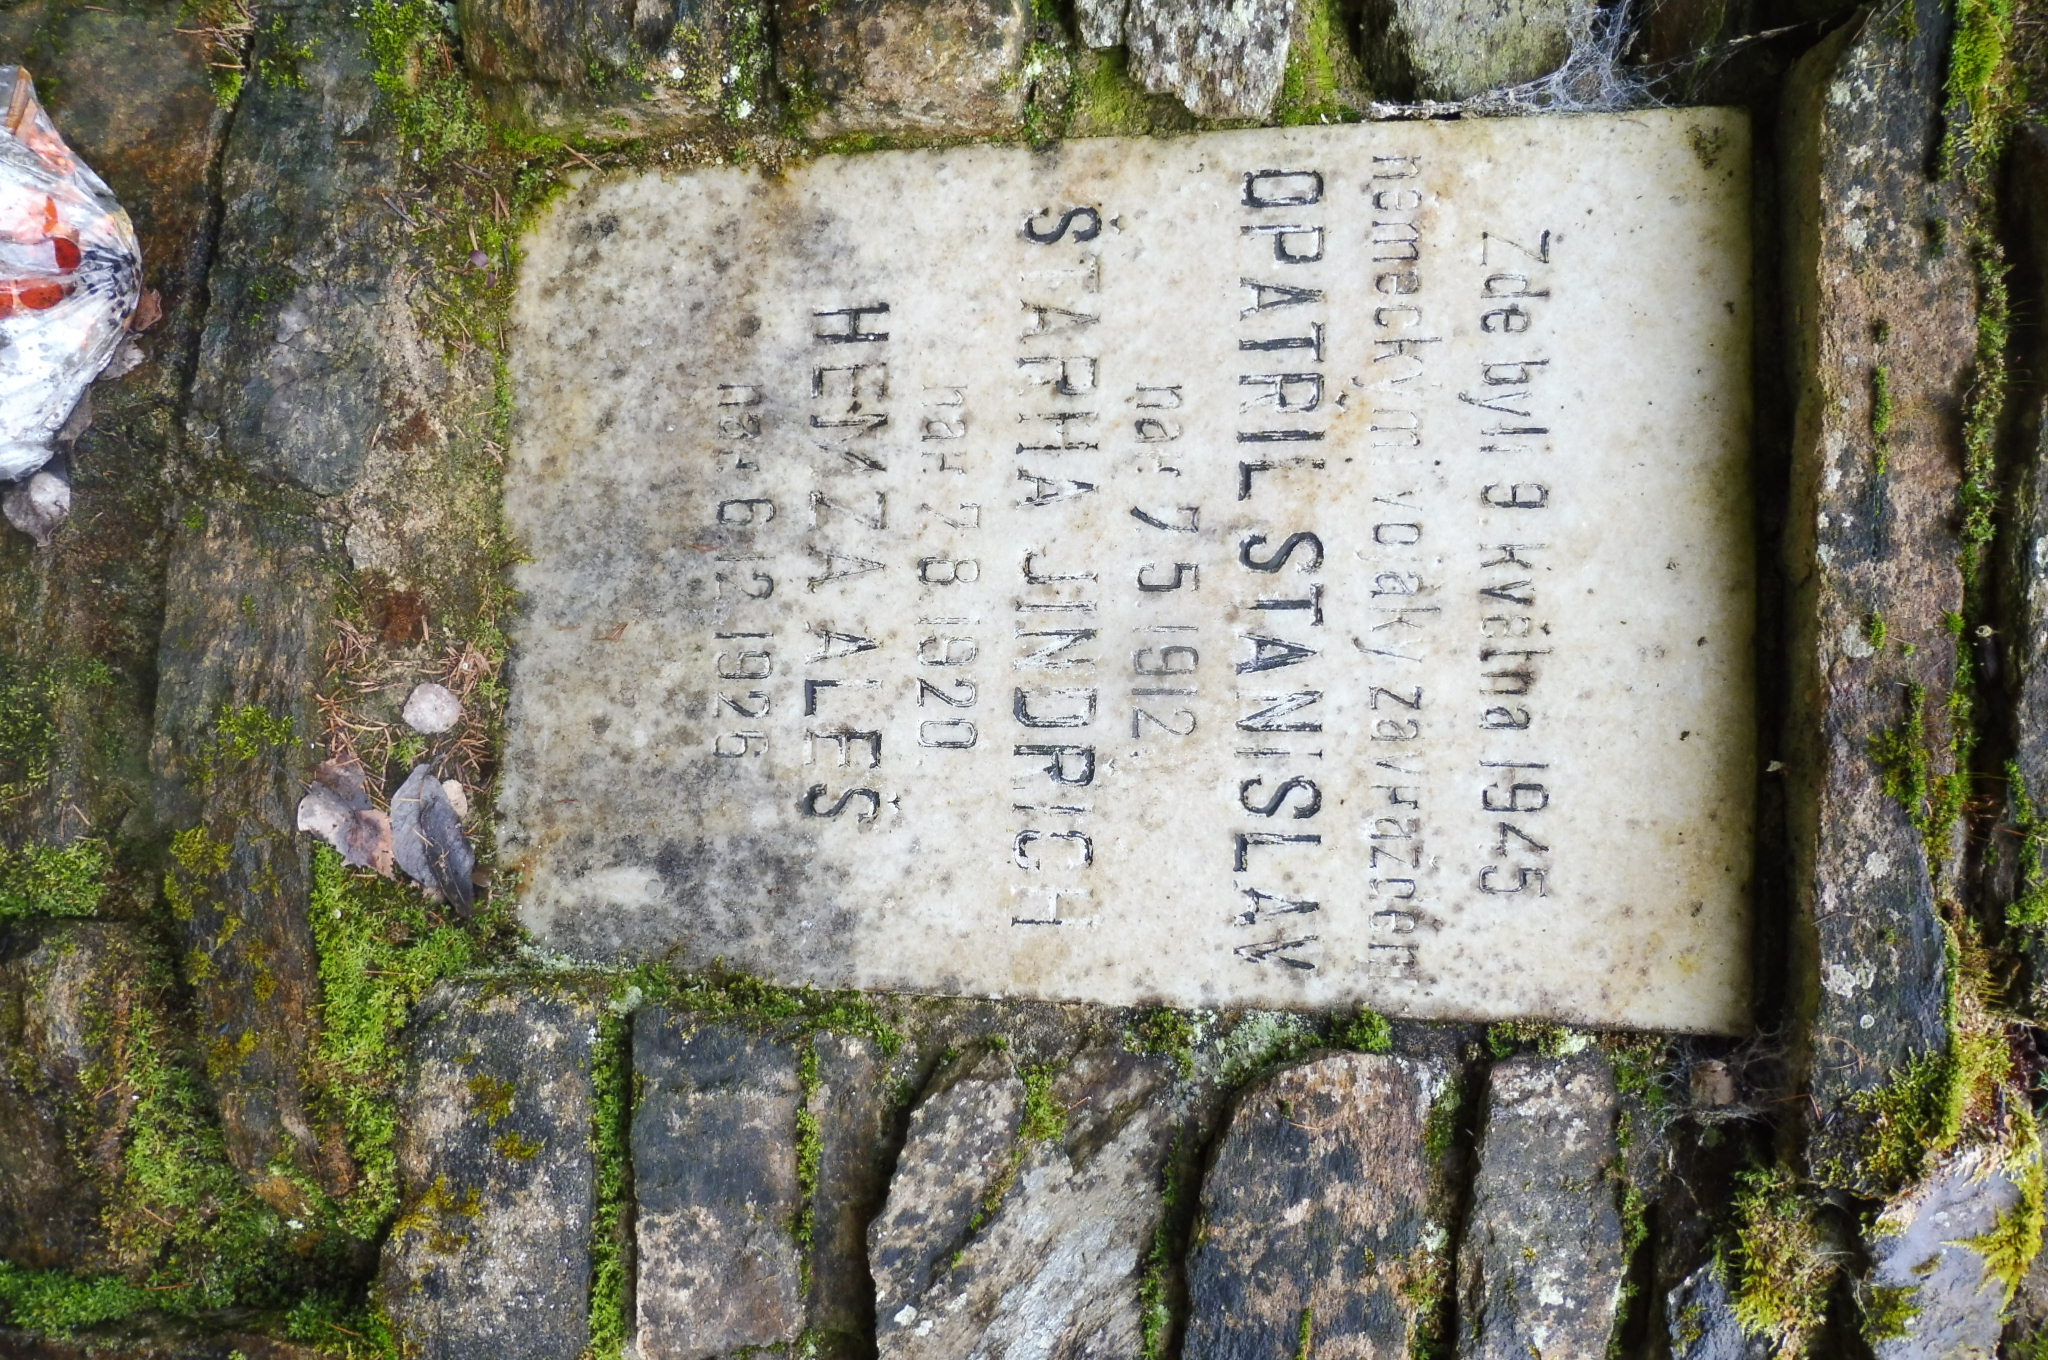 Zde byli 9. května 1945
německými vojáky zavražděni
OPATŘIL STANISLAV
nar. 7.5.1912.
ŠTARHA JINDŘICH
nar. 7.8.1920.
HEMZA ALEŠ
nar. 6.12.1926